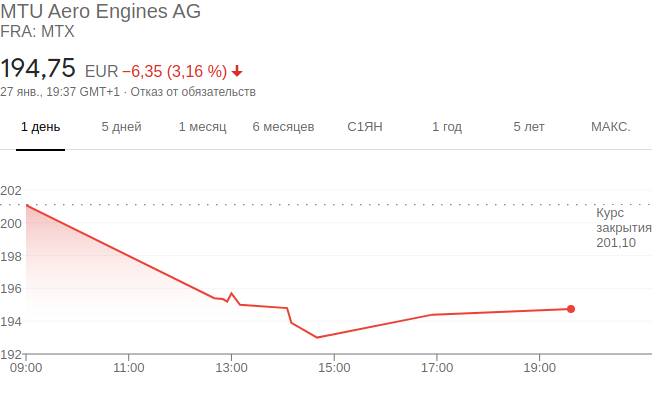 MTU Aero Engines AG
FRA: MTX
194,75 EUR −6,35 (3,16 %)
27 янв., 19:37 GMT+1 · Отказ от обязательств
1 день 5 дней 1 месяц 6 месяцев С1ЯН 1 год 5 лет МАКС.
202
200
198
196
194
192
Курс
закрытия
201,10
09:00 11:00 13:00 15:00 17:00 19:00